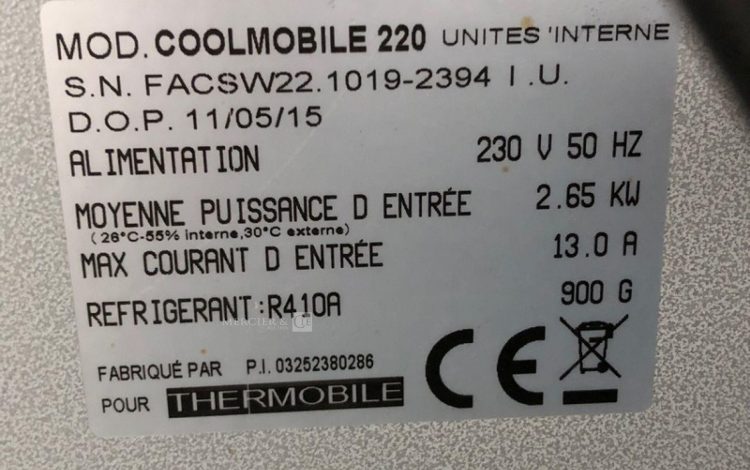 MOD. COOLMOBILE 220 UNITES 'INTERNE
S.N. FACSW22.1019-2394 I .U.
D.O.P. 11/05/15
ALIMENTATION 230 V 50 HZ
MOYENNE PUISSANCE D ENTRÉE 2.65 KW
(26°C-55% interne,30°C externe)
MAX COURANT D ENTRÉE 13.0 A
REFRIGERANT:R410A 900 G
MERCIER &
FABRIQUÉ PAR P.I. 03252380286
POUR THERMOBILE
CE